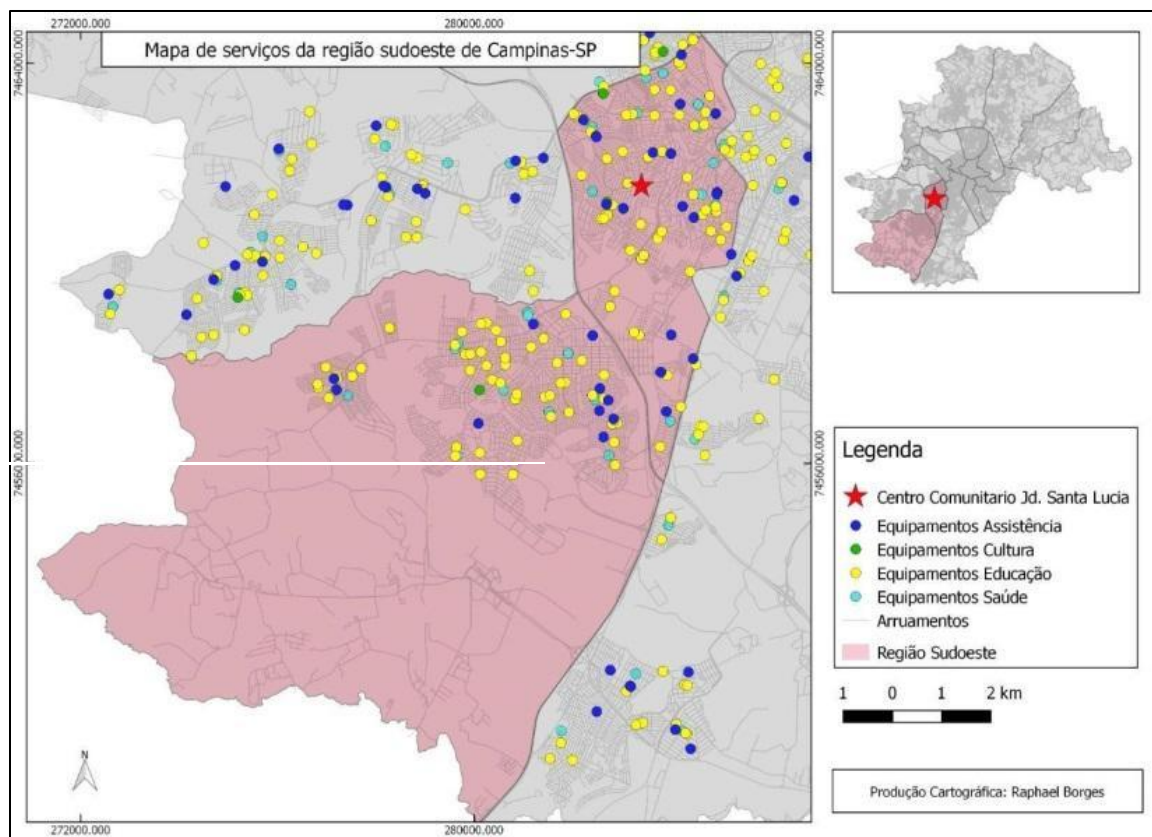 272000.000 280000.000
Mapa de serviços da região sudoeste de Campinas-SP
7464000.000 7464000.000
7456000.000 7456000.000
272000.000 280000.000
N
Legenda
Centro Comunitario Jd. Santa Lucia
Equipamentos Assistência
Equipamentos Cultura
Equipamentos Educação
Equipamentos Saúde
Arruamentos
Região Sudoeste
1 0 1 2 km
Produção Cartográfica: Raphael Borges